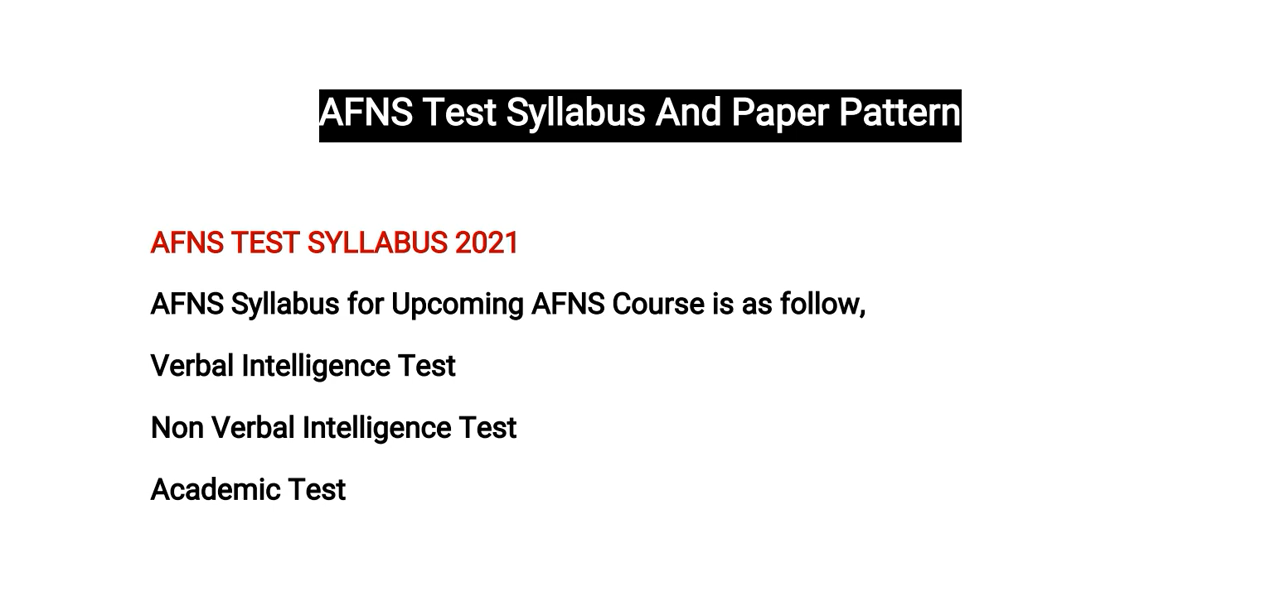 AFNS Test Syllabus And Paper Pattern
AFNS TEST SYLLABUS 2021
AFNS Syllabus for Upcoming AFNS Course is as follow,
Verbal Intelligence Test
Non Verbal Intelligence Test
Academic Test